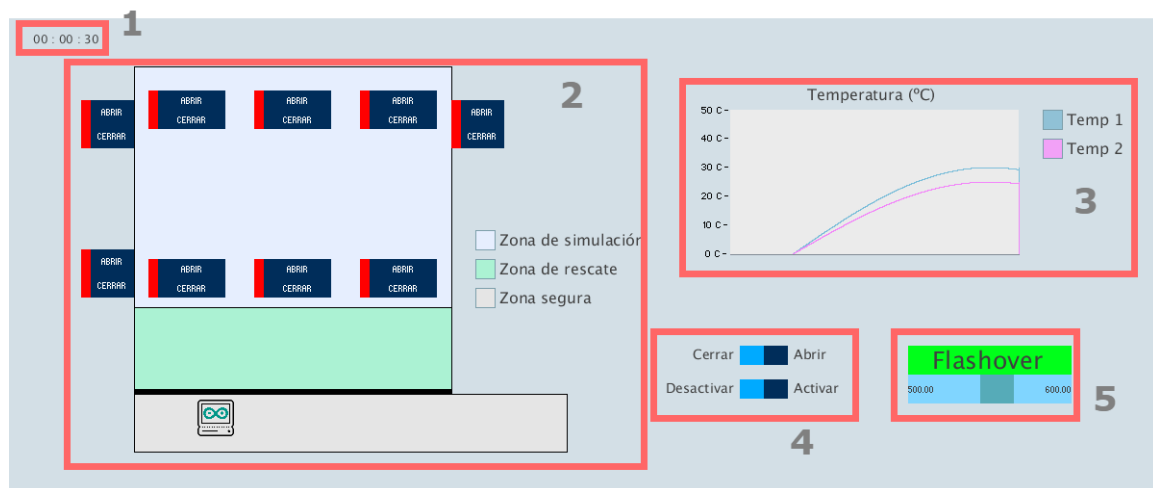 1
00 : 00 : 30
2
ABRIR
CERRAR
ABRIR
CERRAR
ABRIR
CERRAR
ABRIR
CERRAR
ABRIR
CERRAR
ABRIR
CERRAR
ABRIR
CERRAR
ABRIR
CERRAR
ABRIR
CERRAR
Zona de simulación
Zona de rescate
Zona segura
Temperatura (ºC)
50 C
40 C
30 C
20 C
10 C
0 C
Temp 1
Temp 2
3
Cerrar Abrir
Desactivar Activar
4
Flashover
500.00 600.00
5